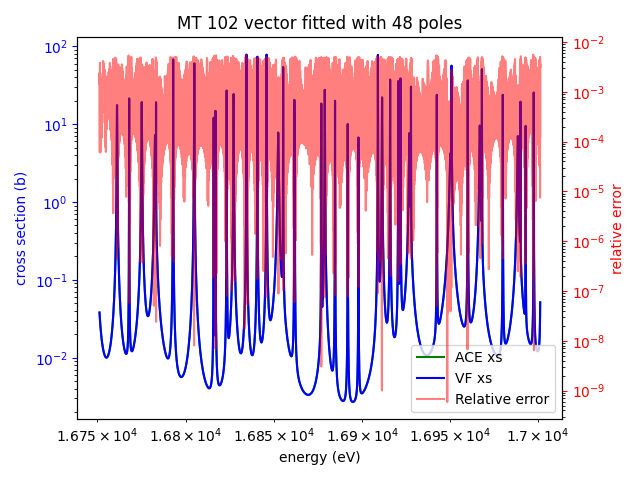 MT 102 vector fitted with 48 poles
cross section (b)
10²
10¹
10⁰
10⁻¹
10⁻²
10⁻²
10⁻³
10⁻⁴
10⁻⁵
10⁻⁶
10⁻⁷
10⁻⁸
10⁻⁹
relative error
ACE xs
VF xs
Relative error
1.675 × 10⁴ 1.68 × 10⁴ 1.685 × 10⁴ 1.69 × 10⁴ 1.695 × 10⁴ 1.7 × 10⁴
energy (eV)